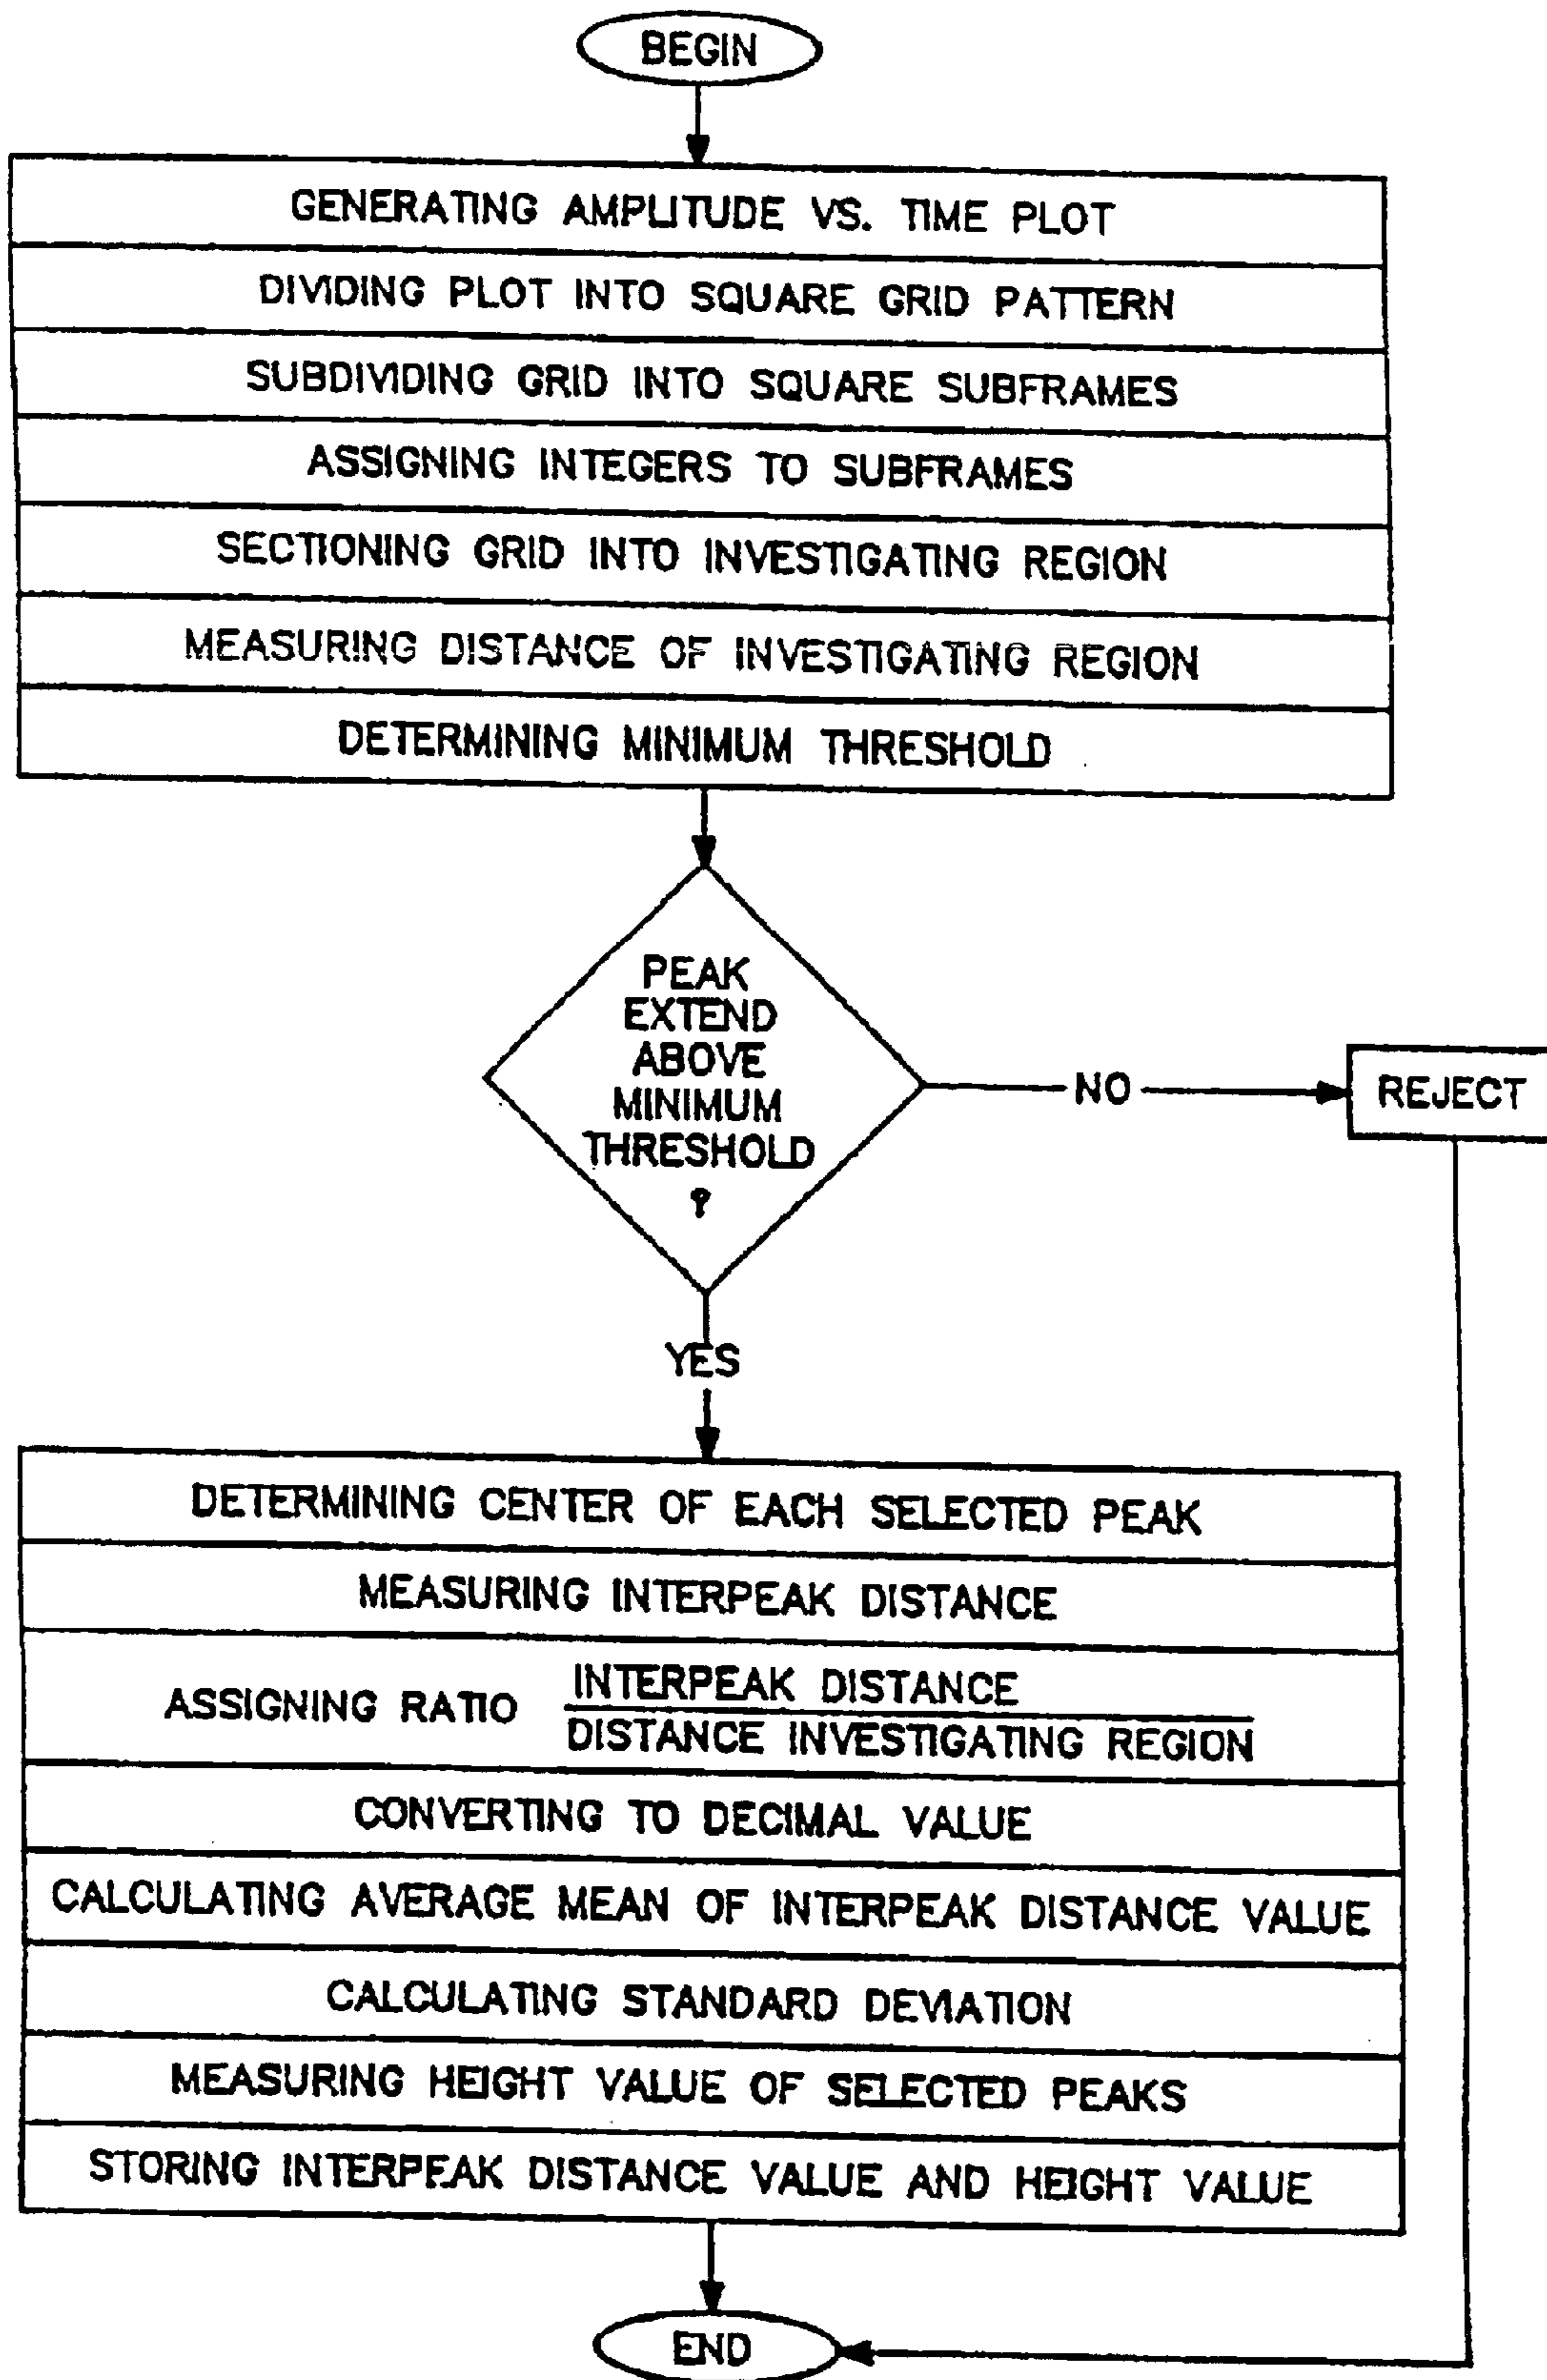 BEGIN
GENERATING AMPLITUDE VS. TIME PLOT
DIVIDING PLOT INTO SQUARE GRID PATTERN
SUBDIVIDING GRID INTO SQUARE SUBFRAMES
ASSIGNING INTEGERS TO SUBFRAMES
SECTIONING GRID INTO INVESTIGATING REGION
MEASURING DISTANCE OF INVESTIGATING REGION
DETERMINING MINIMUM THRESHOLD
PEAK
EXTEND
ABOVE
MINIMUM
THRESHOLD
?
NO
REJECT
YES
DETERMINING CENTER OF EACH SELECTED PEAK
MEASURING INTERPEAK DISTANCE
ASSIGNING RATIO
INTERPEAK DISTANCE
DISTANCE INVESTIGATING REGION
CONVERTING TO DECIMAL VALUE
CALCULATING AVERAGE MEAN OF INTERPEAK DISTANCE VALUE
CALCULATING STANDARD DEVIATION
MEASURING HEIGHT VALUE OF SELECTED PEAKS
STORING INTERPEAK DISTANCE VALUE AND HEIGHT VALUE
END